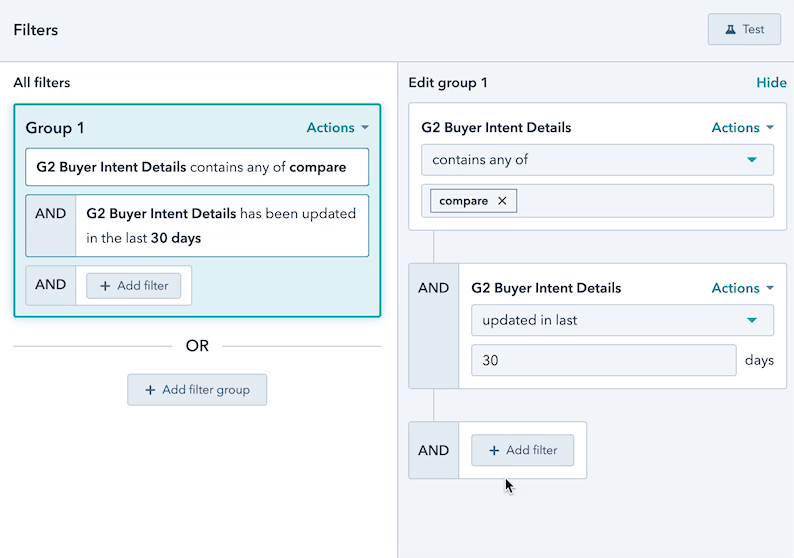 Filters
Test
All filters
Group 1
Actions
G2 Buyer Intent Details contains any of compare
AND
G2 Buyer Intent Details has been updated
in the last 30 days
AND
+ Add filter
OR
+ Add filter group
Edit group 1
Hide
G2 Buyer Intent Details
Actions
contains any of
compare ✕
AND
G2 Buyer Intent Details
Actions
updated in last
30
days
AND
+ Add filter